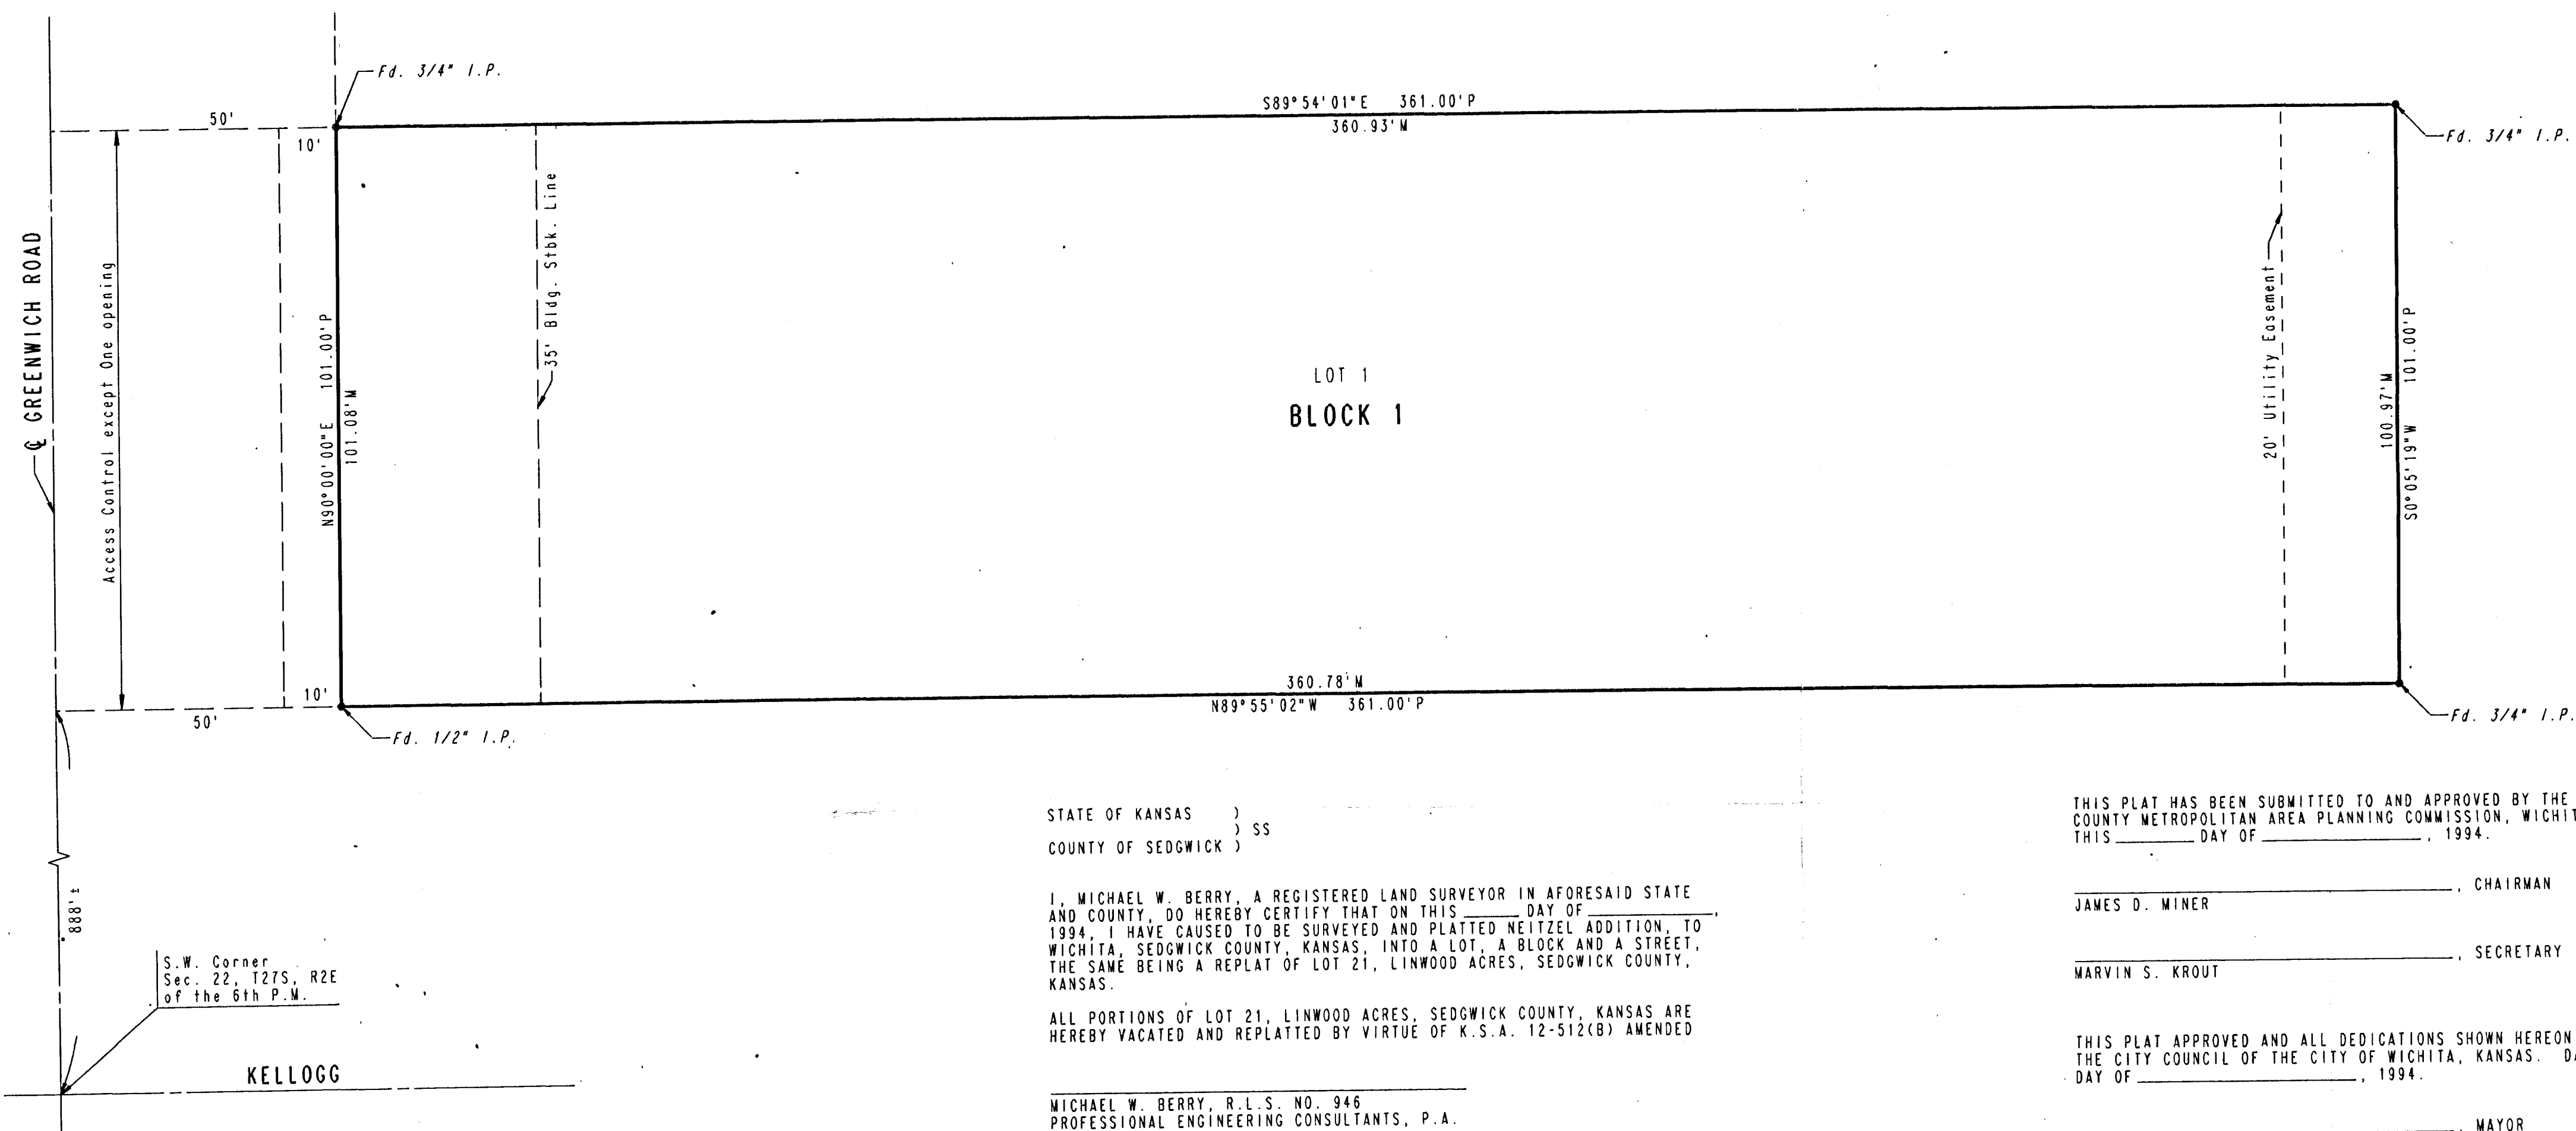 Fd. 3/4" I.P.
S89°54'01"E 361.00'P
360.93'M
50'
10'
Fd. 3/4" I.P.
℄ GREENWICH ROAD
Access Control except One opening
N90°00'00"E 101.00'P
101.08'M
35' Bldg. Stbk. Line
LOT 1
BLOCK 1
20' Utility Easement
100.97'M
S0°05'19"W 101.00'P
10'
50'
360.78'M
N89°55'02"W 361.00'P
Fd. 1/2" I.P.
Fd. 3/4" I.P.
888'±
S.W. Corner
Sec. 22, T27S, R2E
of the 6th P.M.
KELLOGG
STATE OF KANSAS )
) SS
COUNTY OF SEDGWICK )
I, MICHAEL W. BERRY, A REGISTERED LAND SURVEYOR IN AFORESAID STATE
AND COUNTY, DO HEREBY CERTIFY THAT ON THIS ______ DAY OF ____________,
1994, I HAVE CAUSED TO BE SURVEYED AND PLATTED NEITZEL ADDITION, TO
WICHITA, SEDGWICK COUNTY, KANSAS, INTO A LOT, A BLOCK AND A STREET,
THE SAME BEING A REPLAT OF LOT 21, LINWOOD ACRES, SEDGWICK COUNTY,
KANSAS.
ALL PORTIONS OF LOT 21, LINWOOD ACRES, SEDGWICK COUNTY, KANSAS ARE
HEREBY VACATED AND REPLATTED BY VIRTUE OF K.S.A. 12-512(B) AMENDED
MICHAEL W. BERRY, R.L.S. NO. 946
PROFESSIONAL ENGINEERING CONSULTANTS, P.A.
THIS PLAT HAS BEEN SUBMITTED TO AND APPROVED BY THE
COUNTY METROPOLITAN AREA PLANNING COMMISSION, WICHIT
THIS ________ DAY OF ________________, 1994.
, CHAIRMAN
JAMES D. MINER
, SECRETARY
MARVIN S. KROUT
THIS PLAT APPROVED AND ALL DEDICATIONS SHOWN HEREON
THE CITY COUNCIL OF THE CITY OF WICHITA, KANSAS. DA
DAY OF ______________________, 1994.
, MAYOR